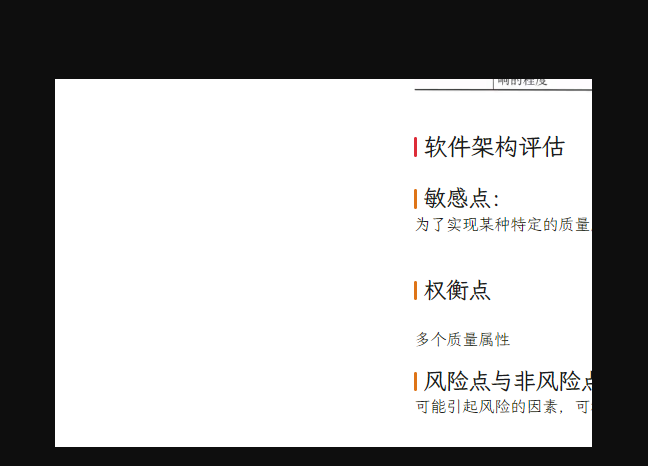 响的程度
软件架构评估
敏感点：
为了实现某种特定的质量
权衡点
多个质量属性
风险点与非风险点
可能引起风险的因素，可